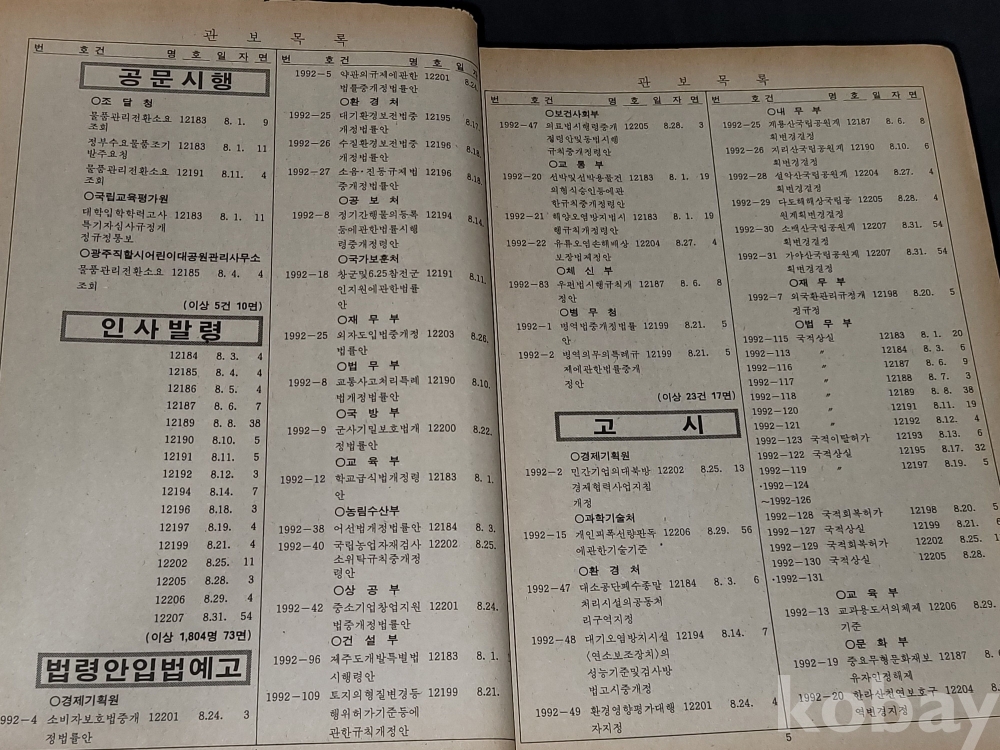 관 보 목 록
번 호 건 명 호 일 자 면
공문시행
○조 달 청
물품관리전환소요 12183 8. 1. 9
조회
정부수요물품조기 12183 8. 1. 11
발주요청
물품관리전환소요 12191 8.11. 4
조회
○국립교육평가원
대학입학학력고사 12183 8. 1. 11
특기자심사규정개
정규정통보
○광주직할시어린이대공원관리사무소
물품관리전환소요 12185 8. 4. 4
조회
(이상 5건 10면)
인사발령
12184 8. 3. 4
12185 8. 4. 4
12186 8. 5. 4
12187 8. 6. 7
12189 8. 8. 38
12190 8.10. 5
12191 8.11. 5
12192 8.12. 3
12194 8.14. 7
12196 8.18. 3
12197 8.19. 4
12199 8.21. 4
12202 8.25. 11
12205 8.28. 3
12206 8.29. 4
12207 8.31. 54
(이상 1,804명 73면)
법령안입법예고
○경제기획원
1992-4 소비자보호법중개 12201 8.24. 3
정법률안
번 호 건 명 호 일 자
1992-5 약관의규제에관한 12201 8.24
법률중개정법률안
○환 경 처
1992-25 대기환경보전법중 12195 8.17.
개정법률안
1992-26 수질환경보전법중 12196 8.18.
개정법률안
1992-27 소음·진동규제법 12196 8.18.
중개정법률안
○공 보 처
1992-8 정기간행물의등록 12194 8.14.
등에관한법률시행
령중개정령안
○국가보훈처
1992-18 창군및6.25참전군 12191 8.11.
인지원에관한법률
안
○재 무 부
1992-25 외자도입법중개정 12203 8.26.
법률안
○법 무 부
1992-8 교통사고처리특례 12190 8.10.
법개정법률안
○국 방 부
1992-9 군사기밀보호법개 12200 8.22.
정법률안
○교 육 부
1992-12 학교급식법개정령 12183 8. 1.
안
○농림수산부
1992-38 어선법개정법률안 12184 8. 3.
1992-40 국립농업자재검사 12202 8.25.
소위탁규칙중개정
령안
○상 공 부
1992-42 중소기업창업지원 12201 8.24.
법중개정법률안
○건 설 부
1992-96 제주도개발특별법 12183 8. 1.
시행령안
1992-109 토지의형질변경등 12199 8.21.
행위허가기준등에
관한규칙개정안
관 보 목 록
번 호 건 명 호 일 자 면
○보건사회부
1992-47 의료법시행령중개 12205 8.28. 3
정령안및동법시행
규칙중개정령안
○교 통 부
1992-20 선박및선박용물건 12183 8. 1. 19
의형식승인등에관
한규칙중개정령안
1992-21 해양오염방지법시 12183 8. 1. 19
행규칙개정령안
1992-22 유류오염손해배상 12204 8.27. 4
보장법제정안
○체 신 부
1992-83 우편법시행규칙개 12187 8. 6. 8
정안
○병 무 청
1992-1 병역법중개정법률 12199 8.21. 5
안
1992-2 병역의무의특례규 12199 8.21. 5
제에관한법률중개
정안
(이상 23건 17면)
고 시
○경제기획원
1992-2 민간기업의대북방 12202 8.25. 13
경제협력사업지침
개정
○과학기술처
1992-15 개인피폭선량판독 12206 8.29. 56
에관한기술기준
○환 경 처
1992-47 대소공단폐수종말 12184 8. 3. 6
처리시설의공동처
리구역지정
1992-48 대기오염방지시설 12194 8.14. 7
(연소보조장치)의
성능기준및검사방
법고시중개정
1992-49 환경영향평가대행 12201 8.24. 4
자지정
번 호 건 명 호 일 자 면
○내 무 부
1992-25 계룡산국립공원계 12187 8. 6. 8
획변경결정
1992-26 지리산국립공원계 12190 8.10. 6
획변경결정
1992-28 설악산국립공원계 12204 8.27. 4
획변경결정
1992-29 다도해해상국립공 12205 8.28. 4
원계획변경결정
1992-30 소백산국립공원계 12207 8.31. 54
획변경결정
1992-31 가야산국립공원계 12207 8.31. 54
획변경결정
○재 무 부
1992-7 외국환관리규정개 12198 8.20. 5
정규정
○법 무 부
1992-115 국적상실 12183 8. 1. 20
1992-113 〃 12184 8. 3. 6
1992-116 〃 12187 8. 6. 9
1992-117 〃 12188 8. 7. 3
1992-118 〃 12189 8. 8. 38
1992-120 〃 12191 8.11. 19
1992-121 〃 12192 8.12. 4
1992-123 국적이탈허가 12193 8.13. 6
1992-122 국적상실 12195 8.17. 32
1992-119 〃 12197 8.19. 5
·1992-124
~1992-126
1992-128 국적회복허가 12198 8.20. 5
1992-127 국적상실 12199 8.21.
1992-129 국적회복허가 12202 8.25.
1992-130 국적상실 12205 8.28.
·1992-131
○교 육 부
1992-13 교과용도서의체제 12206 8.29.
기준
○문 화 부
1992-19 중요무형문화재보 12187 8.
유자인정해제
1992-20 한라산천연보호구 12204 8.
역변경지정
5
kobay